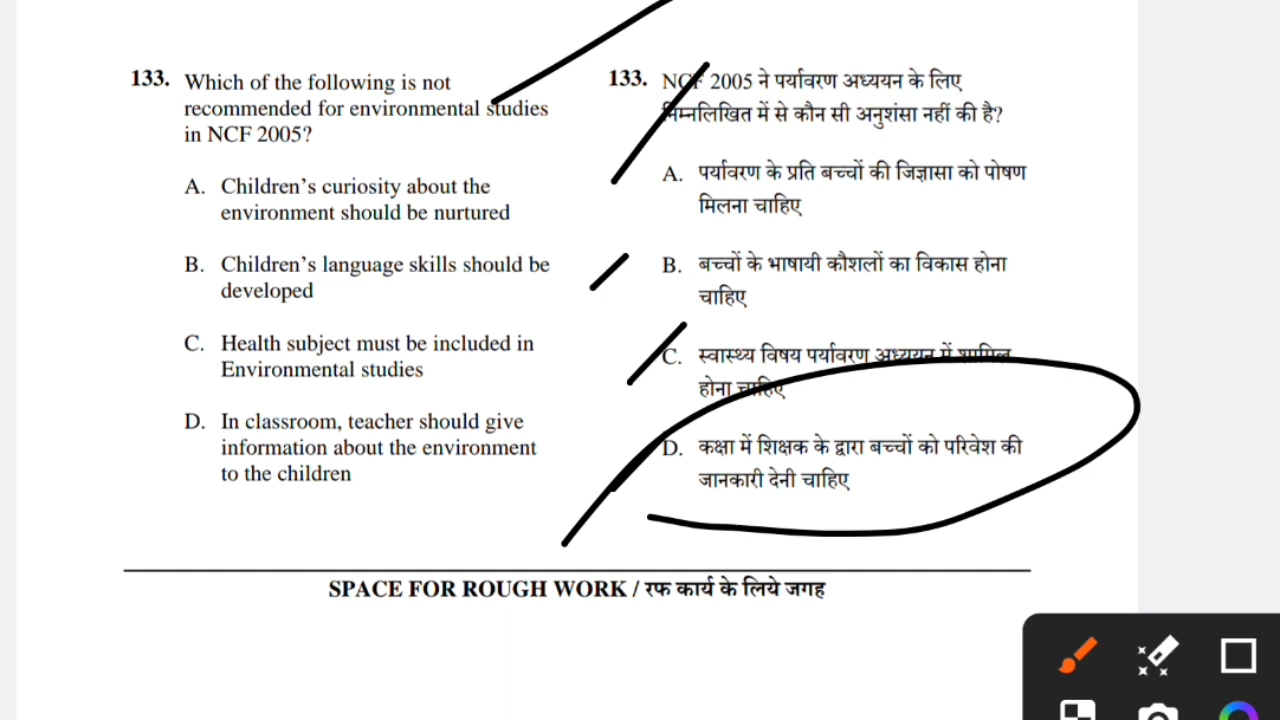 133. Which of the following is not
recommended for environmental studies
in NCF 2005?
A. Children's curiosity about the
environment should be nurtured
B. Children's language skills should be
developed
C. Health subject must be included in
Environmental studies
D. In classroom, teacher should give
information about the environment
to the children
133. NCF 2005 ने पर्यावरण अध्ययन के लिए
निम्नलिखित में से कौन सी अनुशंसा नहीं की है?
A. पर्यावरण के प्रति बच्चों की जिज्ञासा को पोषण
मिलना चाहिए
B. बच्चों के भाषायी कौशलों का विकास होना
चाहिए
C. स्वास्थ्य विषय पर्यावरण अध्ययन में शामिल
होना चाहिए
D. कक्षा में शिक्षक के द्वारा बच्चों को परिवेश की
जानकारी देनी चाहिए
SPACE FOR ROUGH WORK / रफ कार्य के लिये जगह